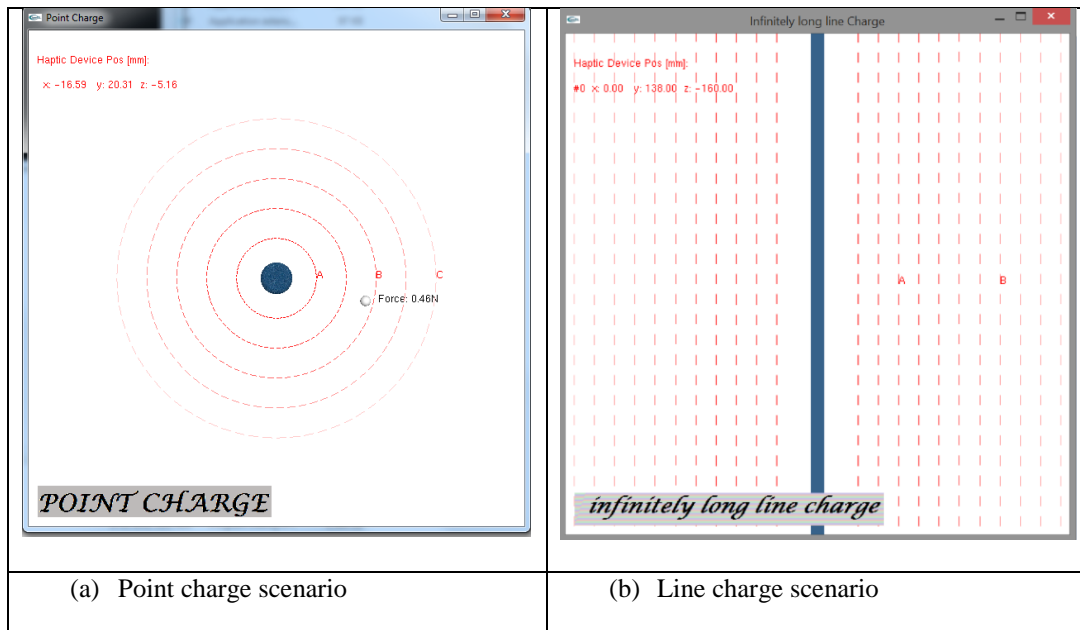 Point Charge
Haptic Device Pos [mm]:
x: -16.59 y: 20.31 z: -5.16
A B C
Force: 0.46N
POINT CHARGE
(a) Point charge scenario
Infinitely long line Charge
Haptic Device Pos [mm]:
#0 x: 0.00 y: 138.00 z: -160.00
A B
infinitely long line charge
(b) Line charge scenario